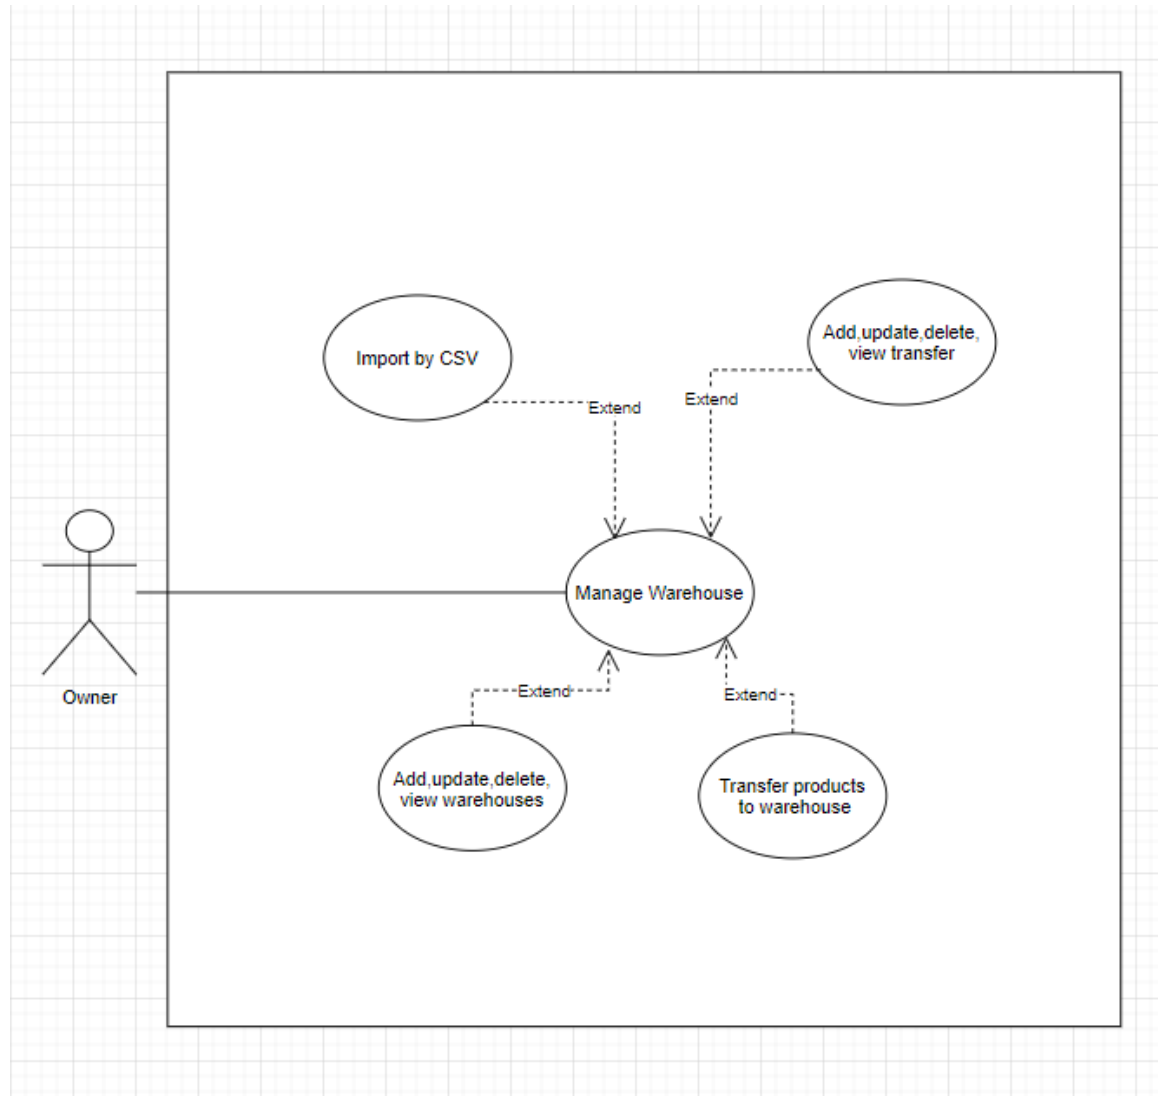 Add,update,delete,
view transfer
Import by CSV
Extend
Extend
Manage Warehouse
Owner
Extend
Extend
Add,update,delete,
view warehouses
Transfer products
to warehouse